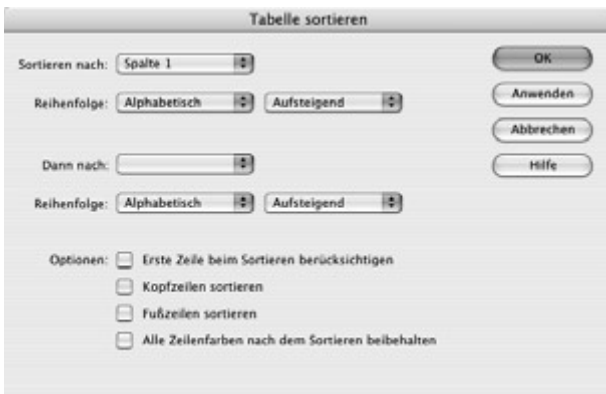 Tabelle sortieren
Sortieren nach: Spalte 1
OK
Reihenfolge: Alphabetisch Aufsteigend
Anwenden
Abbrechen
Dann nach:
Hilfe
Reihenfolge: Alphabetisch Aufsteigend
Optionen: Erste Zeile beim Sortieren berücksichtigen
Kopfzeilen sortieren
Fußzeilen sortieren
Alle Zeilenfarben nach dem Sortieren beibehalten